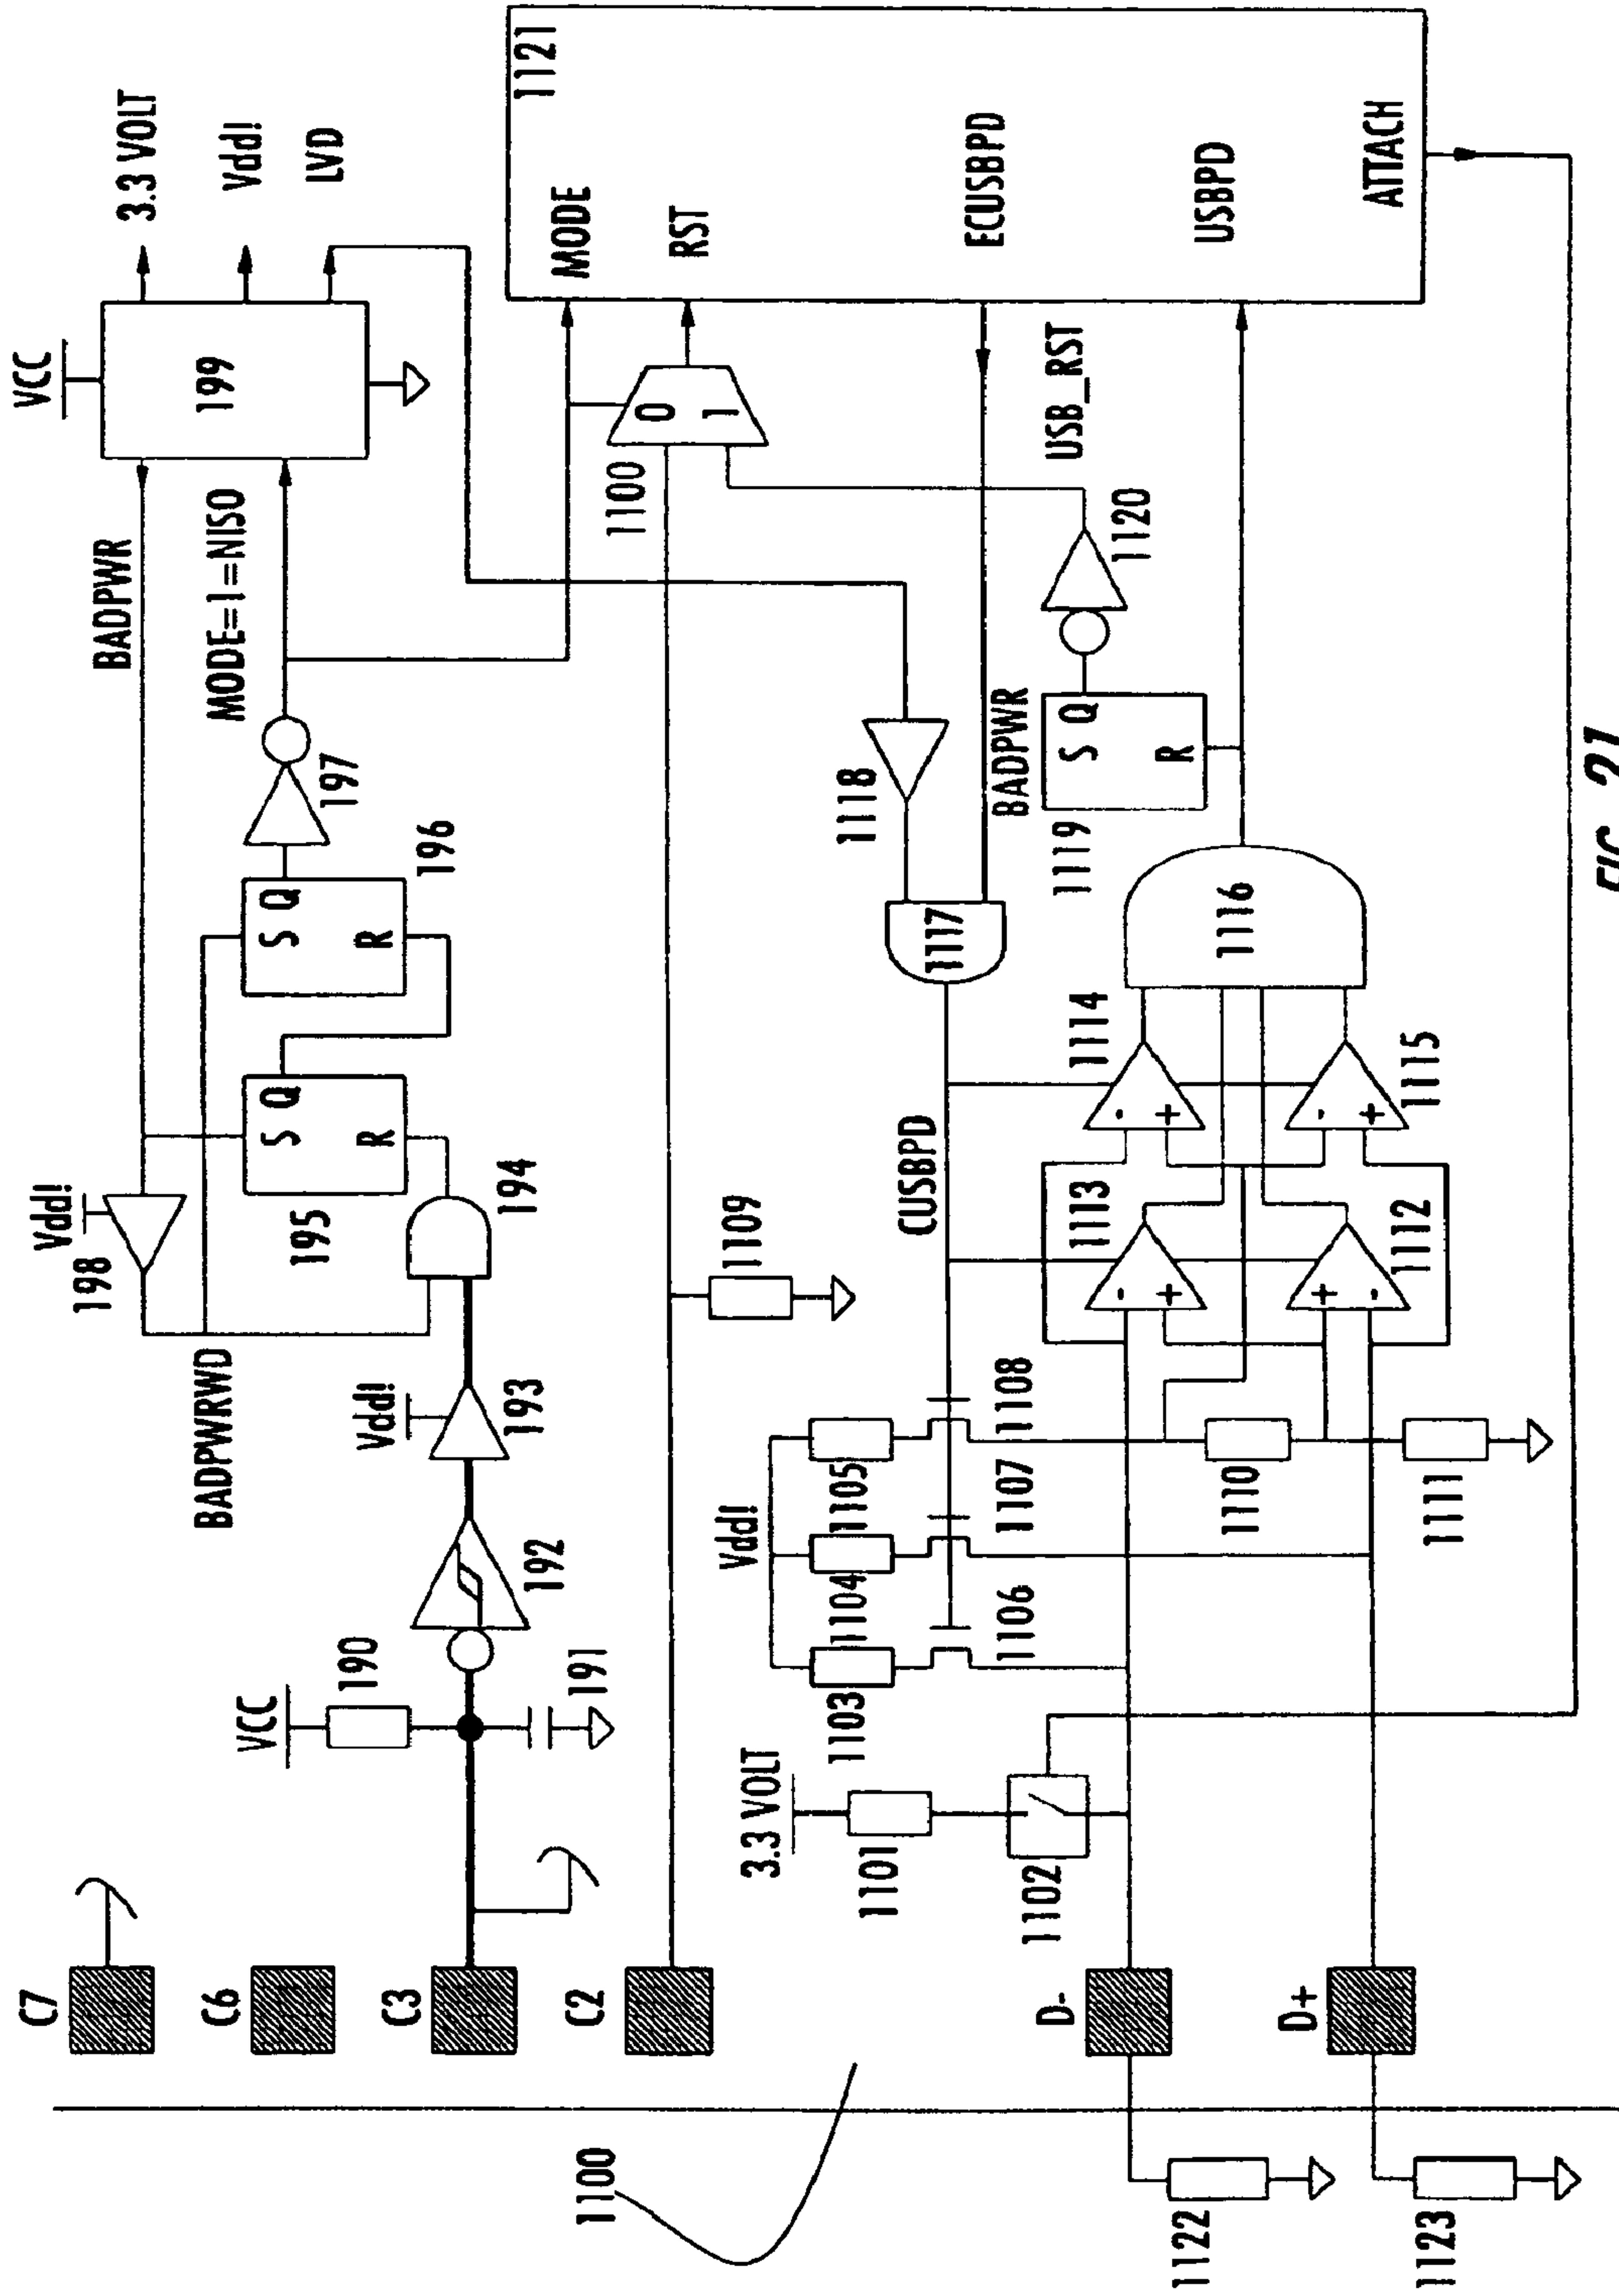 VCC
3.3 VOLT
Vdd!
LVD
199
BADPWR
MODE=1=NISO
197
196
S Q
R
S Q
R
195
198
Vdd!
194
BADPWRWD
Vdd!
193
192
VCC
190
191
C7
C6
C3
C2
1121
MODE
RST
ECUSBPD
USBPD
ATTACH
0
1
1100
USB_RST
1120
1118
BADPWR
S Q
R
1119
1117
1116
1109
CUSBPD
1114
- +
1115
- +
1113
- +
1112
+ -
Vdd!
1105
1108
1104
1107
1103
1106
1110
1111
3.3 VOLT
1101
1102
D-
D+
1100
1122
1123
FIG. 21